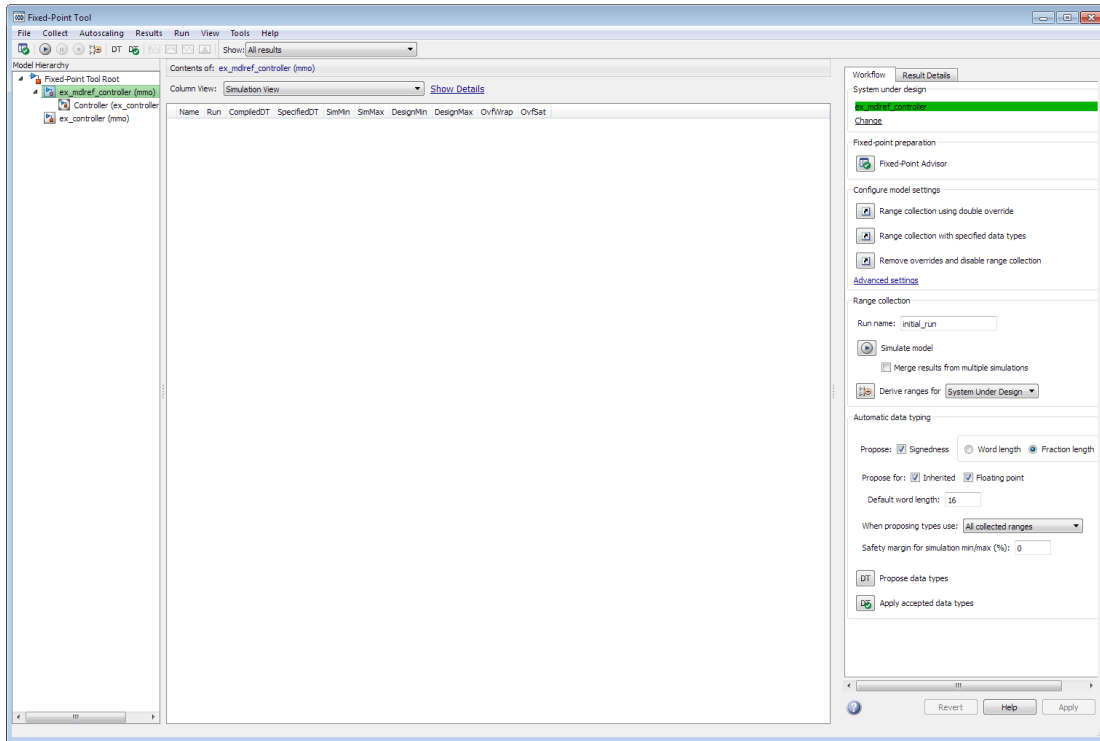 Fixed-Point Tool
File Collect Autoscaling Results Run View Tools Help
DT Show: All results
Model Hierarchy
Fixed-Point Tool Root
ex_mdlref_controller (mmo)
Controller (ex_controller
ex_controller (mmo)
Contents of: ex_mdlref_controller (mmo)
Column View: Simulation View Show Details
Name Run CompiledDT SpecifiedDT SimMin SimMax DesignMin DesignMax OvfWrap OvfSat
Workflow Result Details
System under design
ex_mdlref_controller
Change
Fixed-point preparation
Fixed-Point Advisor
Configure model settings
Range collection using double override
Range collection with specified data types
Remove overrides and disable range collection
Advanced settings
Range collection
Run name: initial_run
Simulate model
Merge results from multiple simulations
Derive ranges for System Under Design
Automatic data typing
Propose: Signedness Word length Fraction length
Propose for: Inherited Floating point
Default word length: 16
When proposing types use: All collected ranges
Safety margin for simulation min/max (%): 0
DT Propose data types
Apply accepted data types
Revert Help Apply